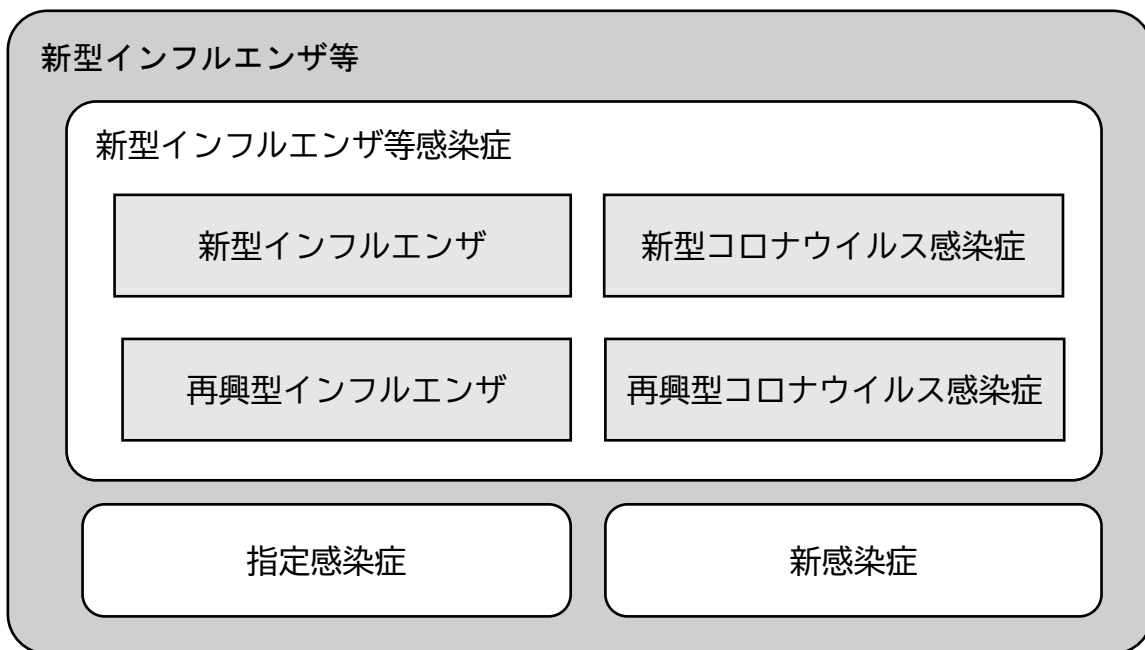 新型インフルエンザ等
新型インフルエンザ等感染症
新型インフルエンザ
新型コロナウイルス感染症
再興型インフルエンザ
再興型コロナウイルス感染症
指定感染症
新感染症